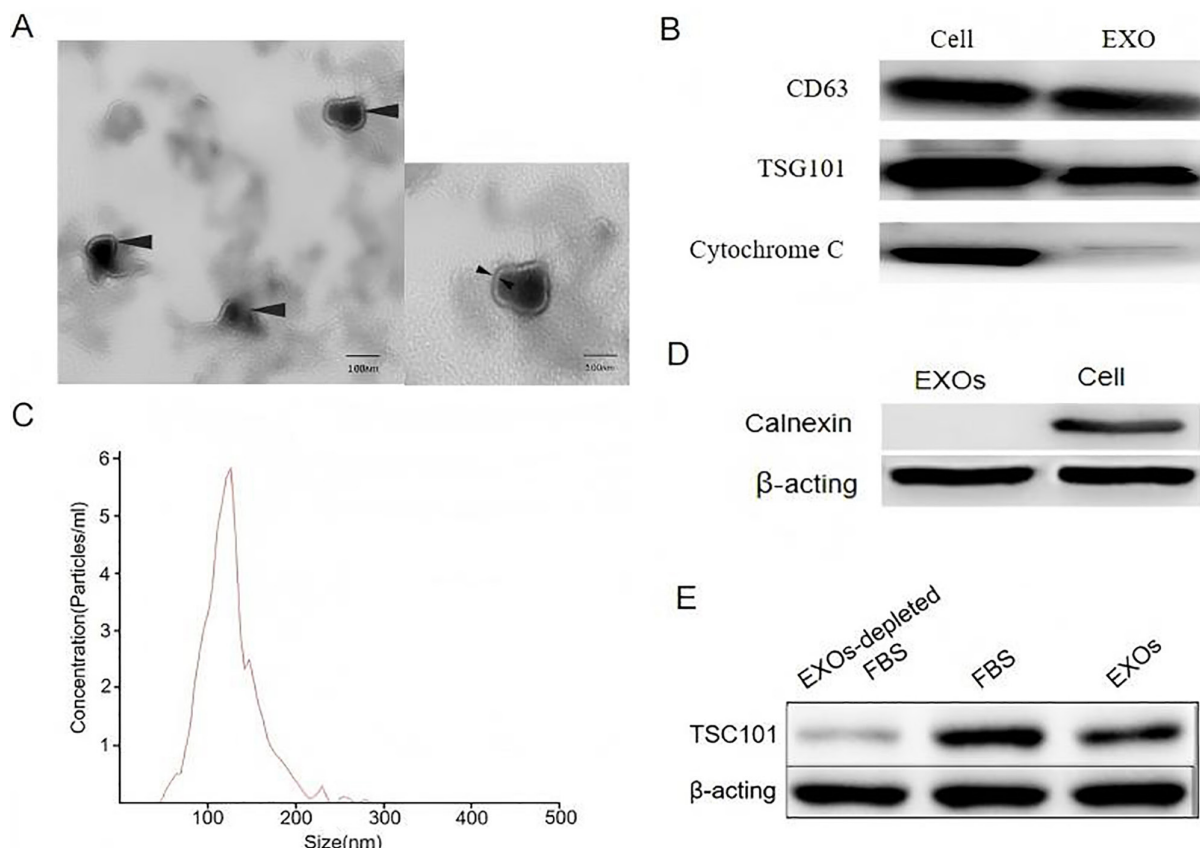 A
100nm
100nm
B
Cell EXO
CD63
TSG101
Cytochrome C
C
Concentration(Particles/ml)
6
5
4
3
2
1
100 200 300 400 500
Size(nm)
D
EXOs Cell
Calnexin
β-acting
E
EXOs-depleted
FBS
FBS
EXOs
TSC101
β-acting